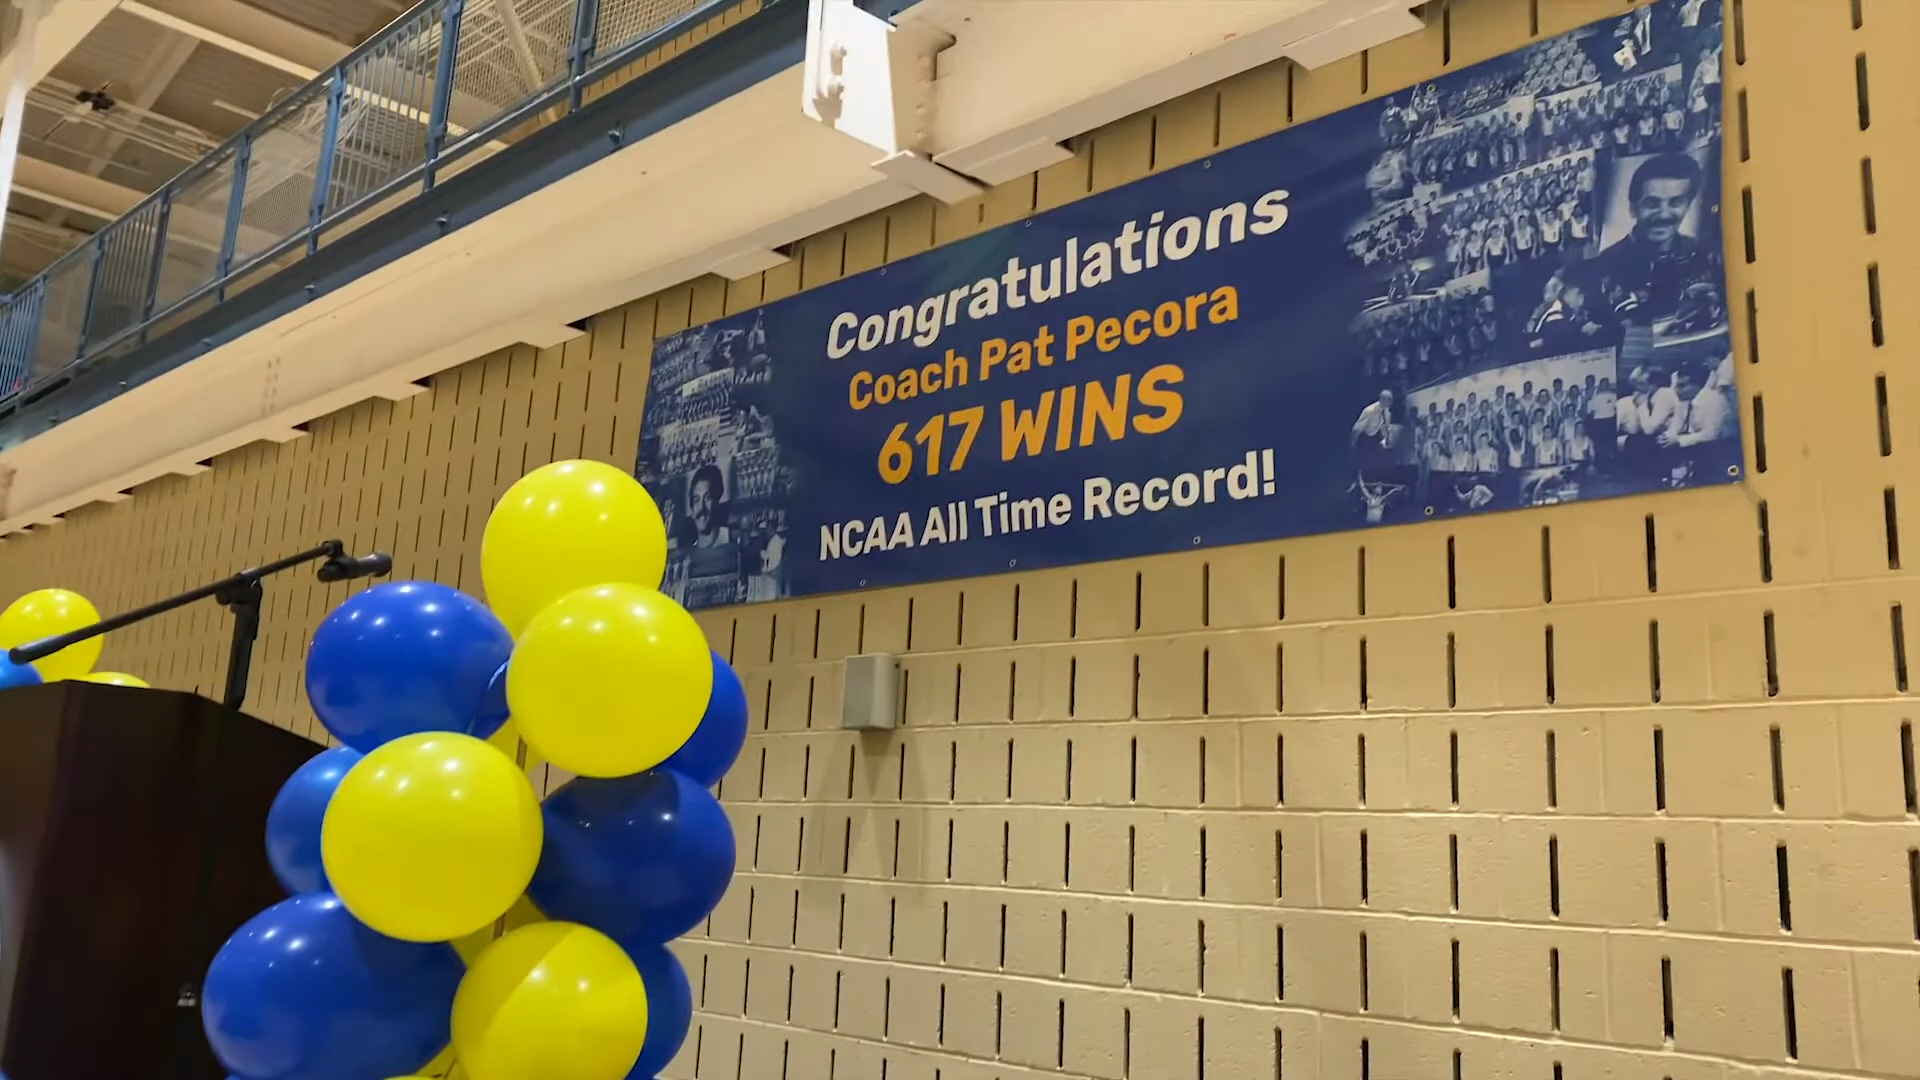 Congratulations
Coach Pat Pecora
617 WINS
NCAA All Time Record!